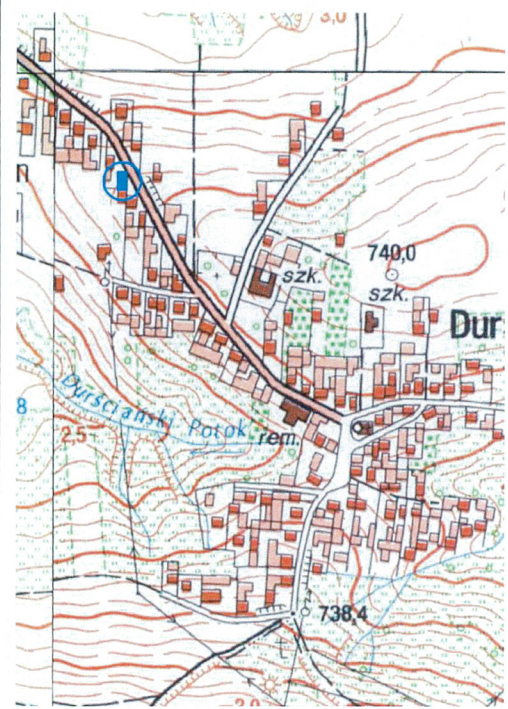 3,0
n
740,0
szk.
szk.
Dur
8
Durściański Potok
2,5
rem.
738,4
2,0